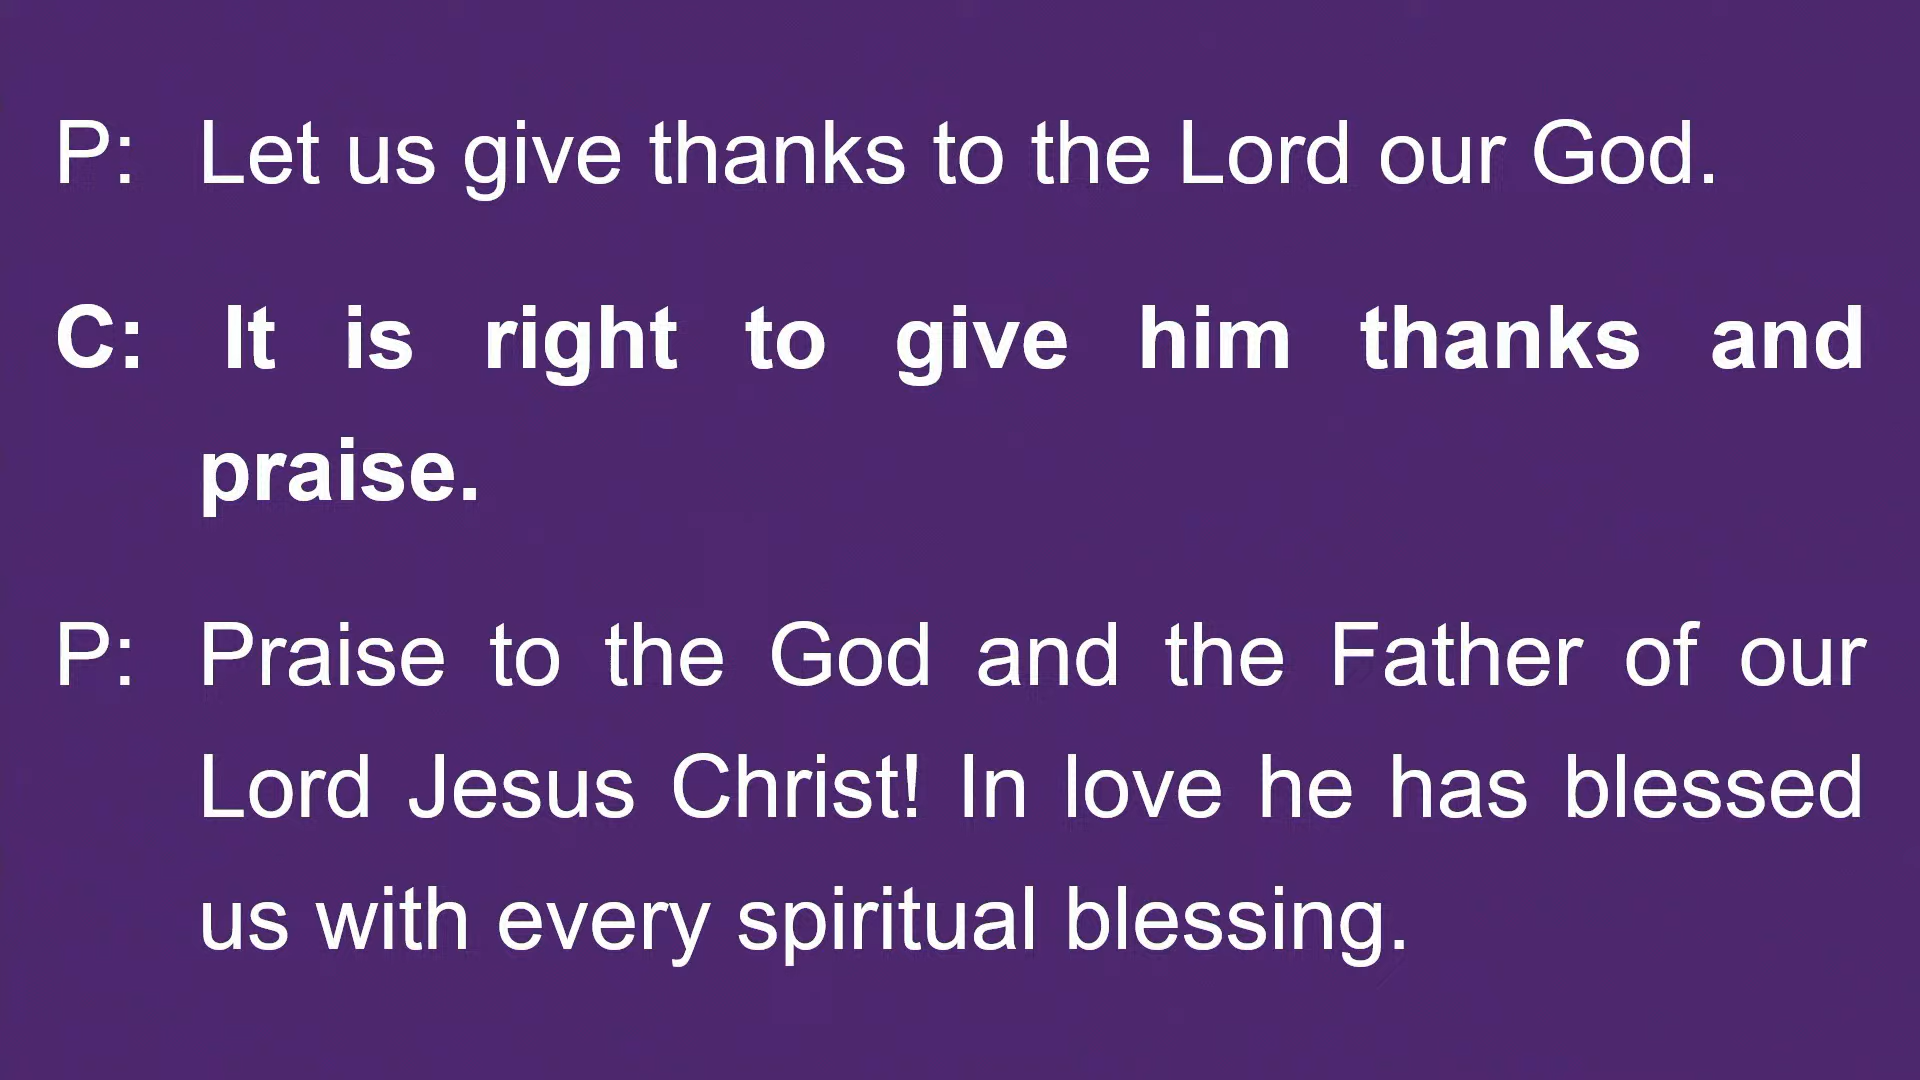 P: Let us give thanks to the Lord our God.
C: It is right to give him thanks and
praise.
P: Praise to the God and the Father of our
Lord Jesus Christ! In love he has blessed
us with every spiritual blessing.